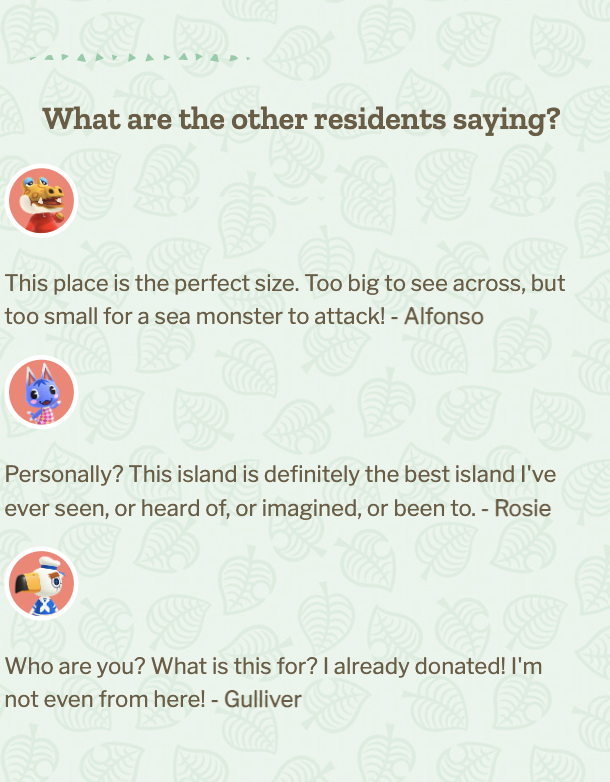 What are the other residents saying?
This place is the perfect size. Too big to see across, but
too small for a sea monster to attack! - Alfonso
Personally? This island is definitely the best island I've
ever seen, or heard of, or imagined, or been to. - Rosie
Who are you? What is this for? I already donated! I'm
not even from here! - Gulliver